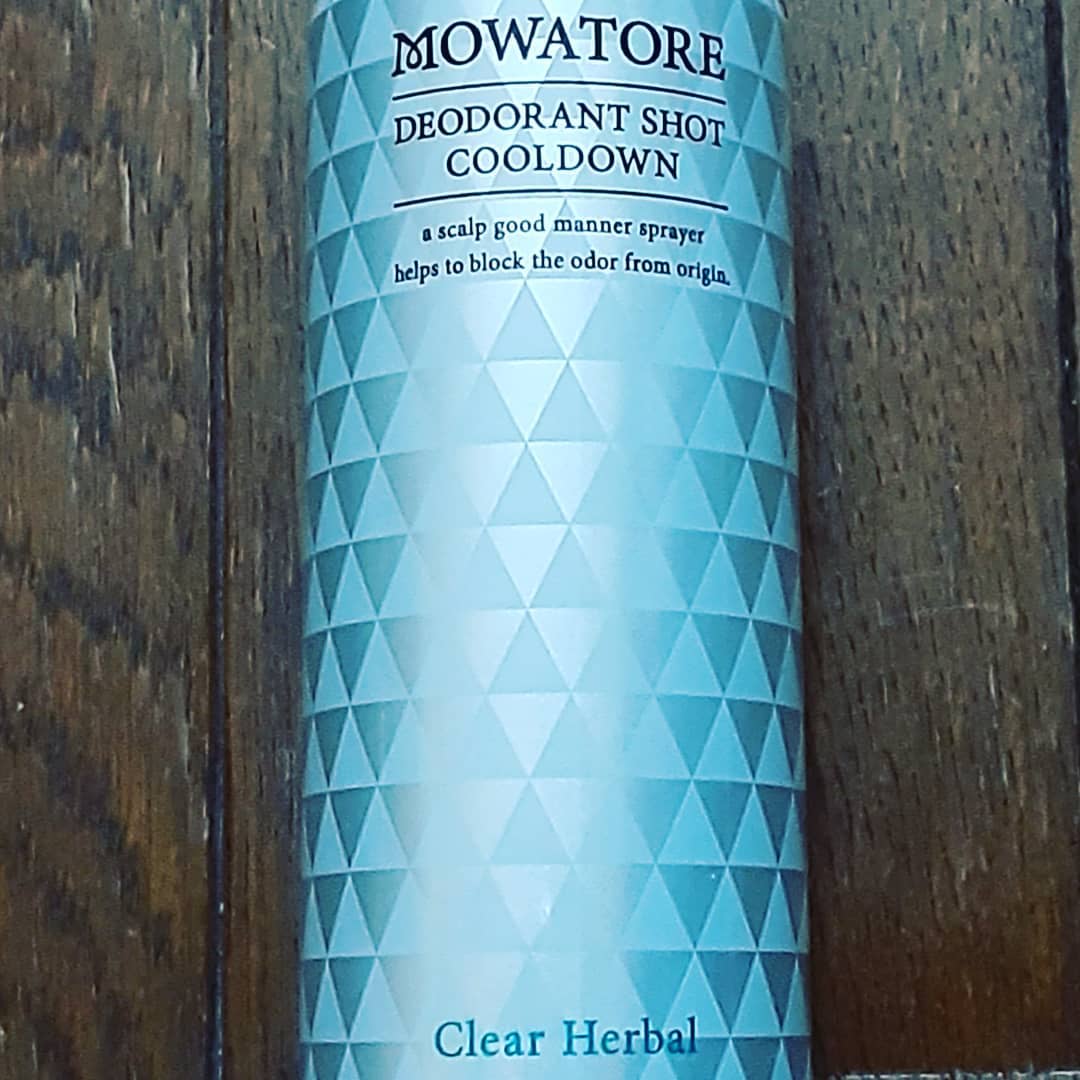 MOWATORE
DEODORANT SHOT
COOLDOWN
a scalp good manner sprayer
helps to block the odor from origin.
Clear Herbal